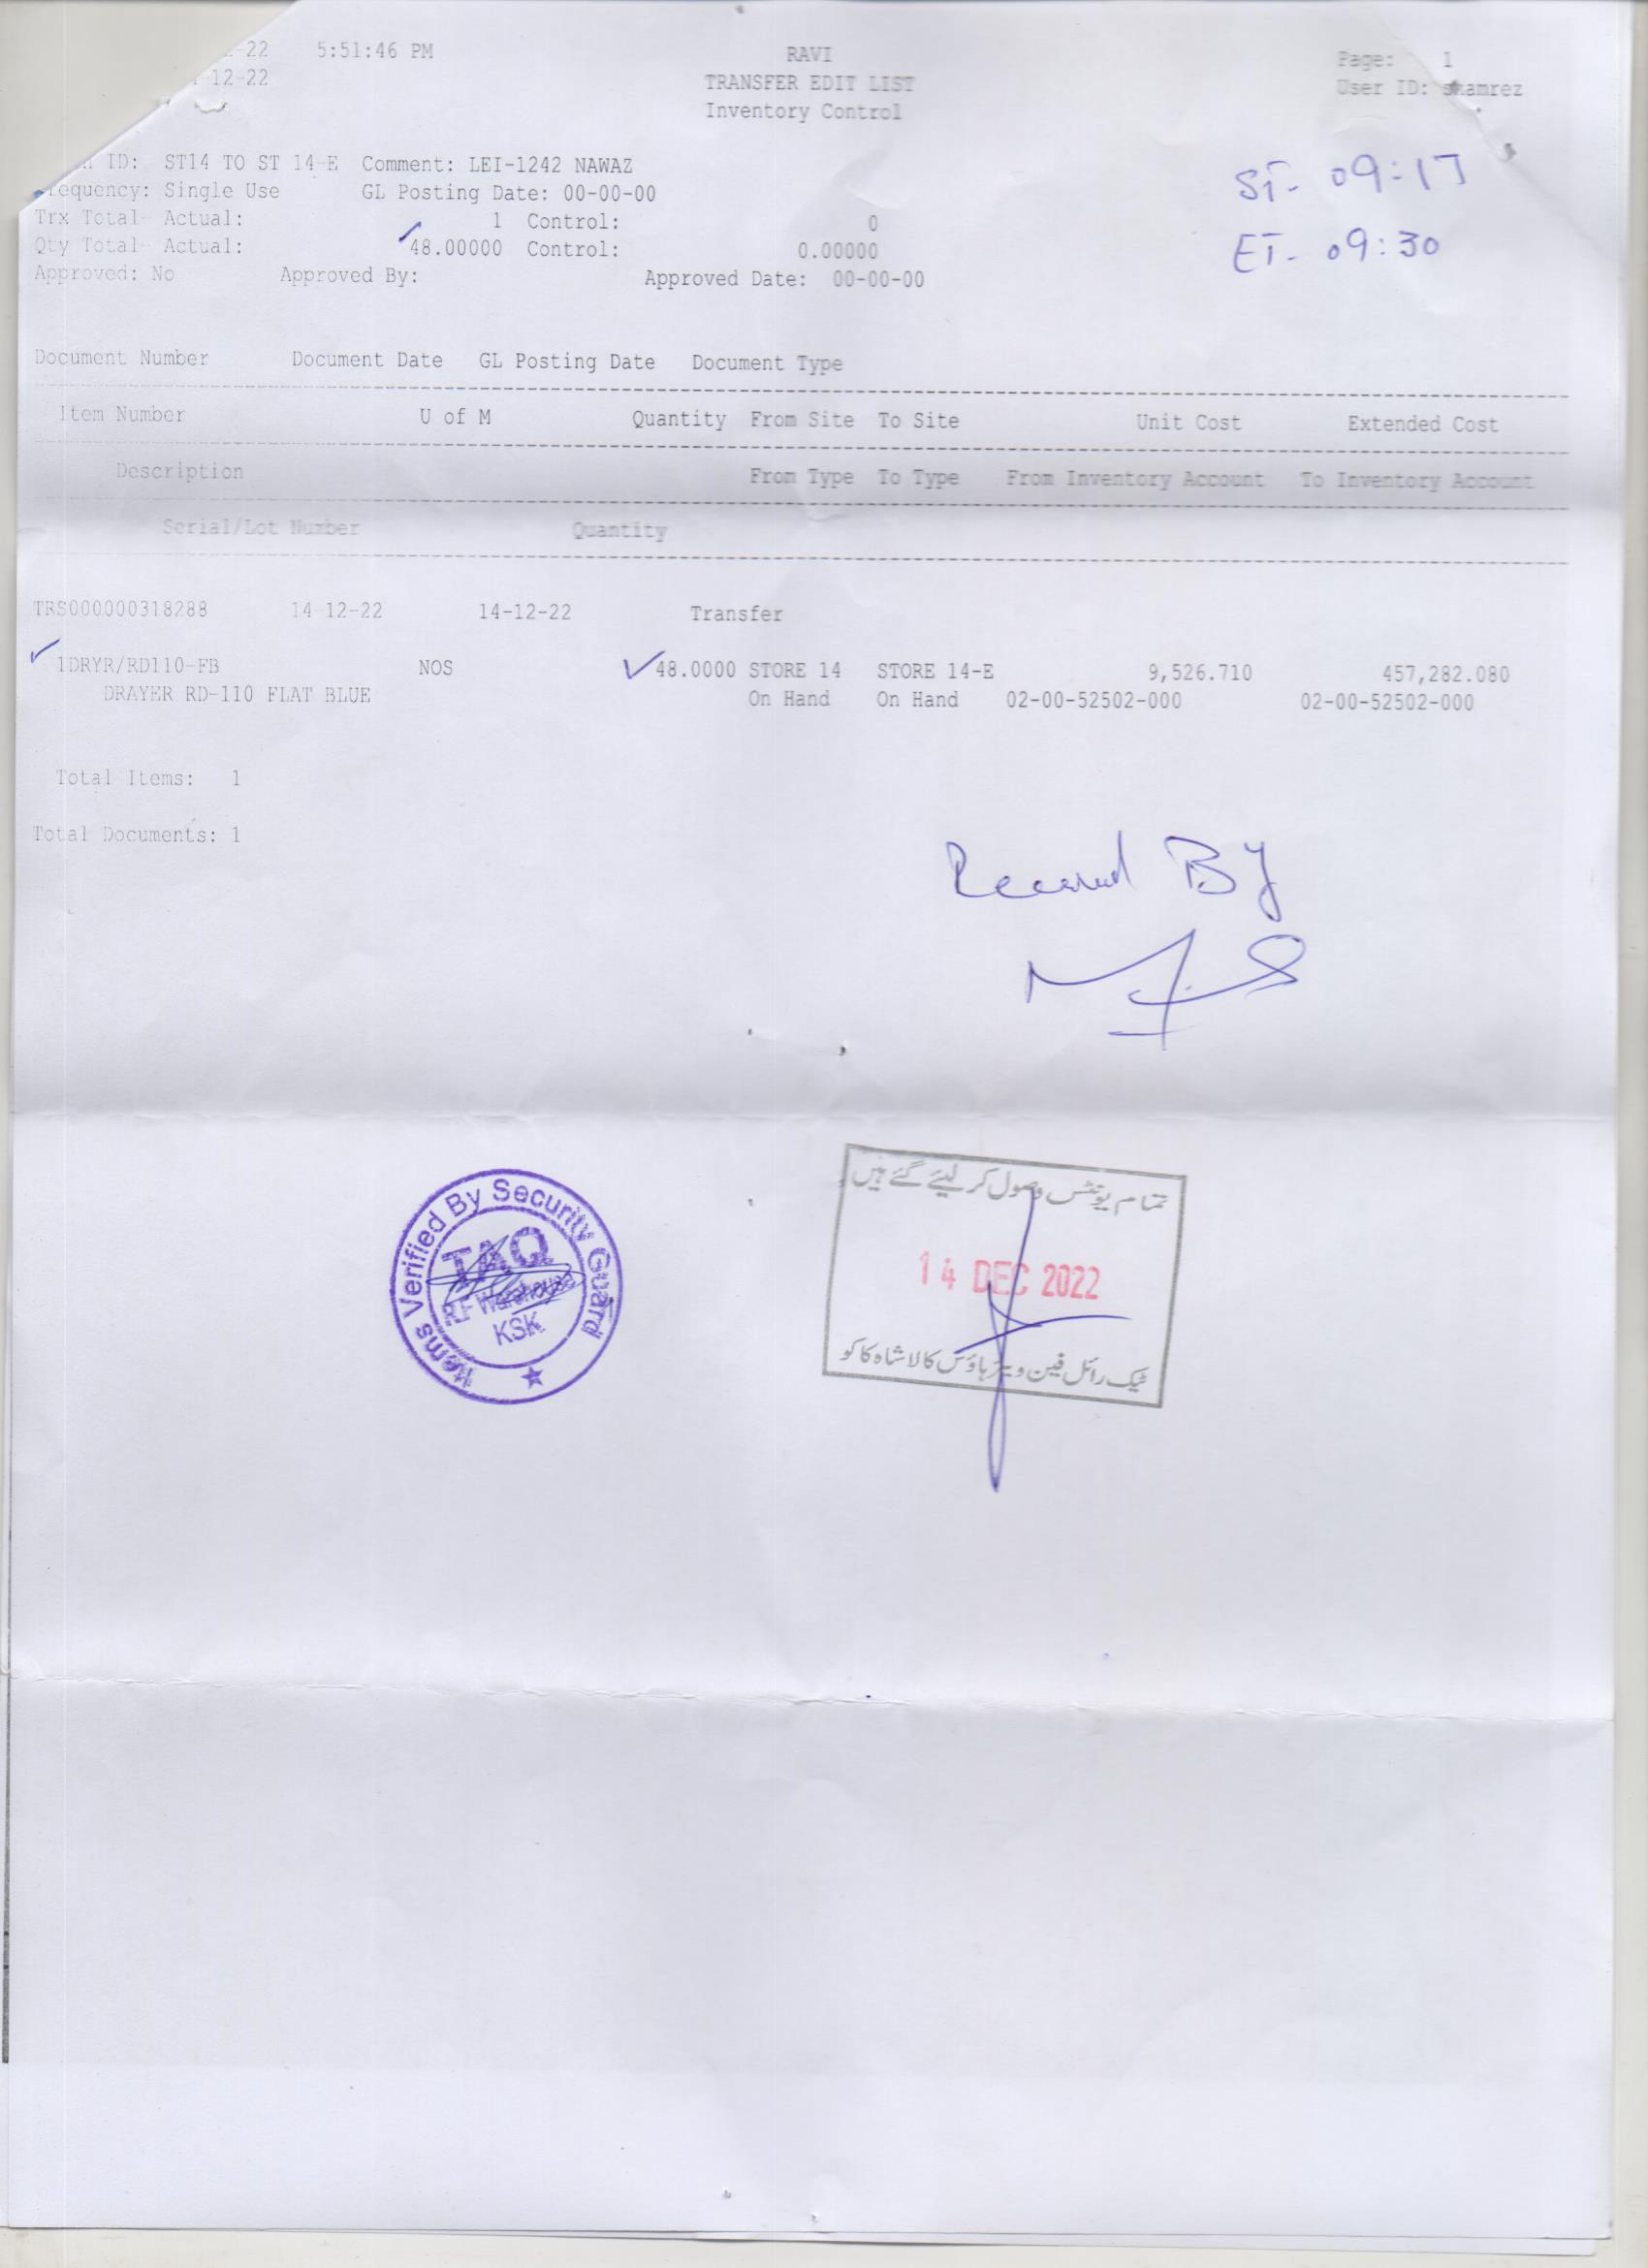 -22 5:51:46 PM RAVI Page: 1
-12-22 TRANSFER EDIT LIST User ID: shamrez
Inventory Control
ID: ST14 TO ST 14-E Comment: LEI-1242 NAWAZ
requency: Single Use GL Posting Date: 00-00-00
ST- 09:17
Trx Total- Actual: 1 Control: 0
Qty Total- Actual: 48.00000 Control: 0.00000
ET- 09:30
Approved: No Approved By: Approved Date: 00-00-00
Document Number Document Date GL Posting Date Document Type
Item Number U of M Quantity From Site To Site Unit Cost Extended Cost
Description From Type To Type From Inventory Account To Inventory Account
Serial/Lot Number Quantity
TRS000000318288 14-12-22 14-12-22 Transfer
1DRYR/RD110-FB NOS 48.0000 STORE 14 STORE 14-E 9,526.710 457,282.080
DRAYER RD-110 FLAT BLUE On Hand On Hand 02-00-52502-000 02-00-52502-000
Total Items: 1
Total Documents: 1
Received By
Items Verified By Security Guard
TAQ
R.F Warehouse
KSK
تمام یونٹس وصول کر لیئے گئے ہیں
14 DEC 2022
ٹیک رائل فین ویئر ہاؤس کالا شاہ کاکو